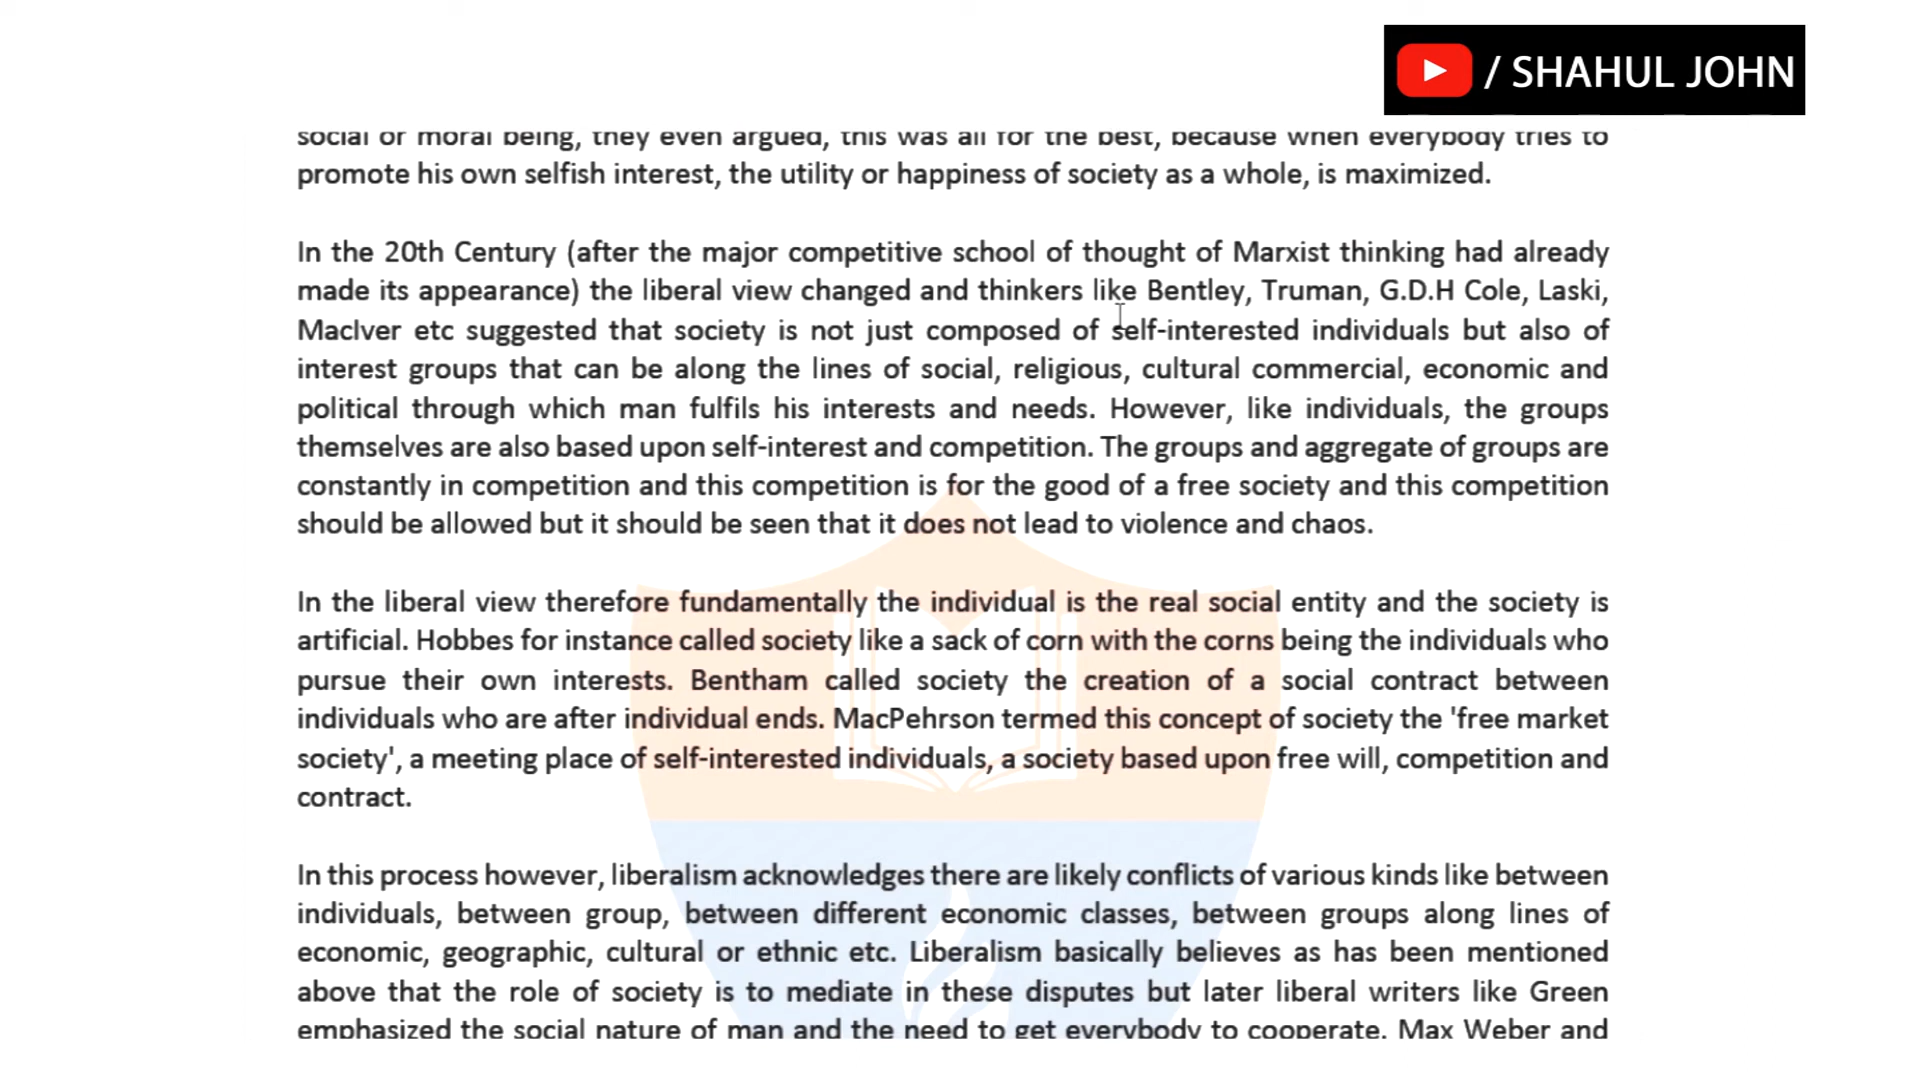 / SHAHUL JOHN
social or moral being, they even argued, this was all for the best, because when everybody tries to
promote his own selfish interest, the utility or happiness of society as a whole, is maximized.
In the 20th Century (after the major competitive school of thought of Marxist thinking had already
made its appearance) the liberal view changed and thinkers like Bentley, Truman, G.D.H Cole, Laski,
MacIver etc suggested that society is not just composed of self-interested individuals but also of
interest groups that can be along the lines of social, religious, cultural commercial, economic and
political through which man fulfils his interests and needs. However, like individuals, the groups
themselves are also based upon self-interest and competition. The groups and aggregate of groups are
constantly in competition and this competition is for the good of a free society and this competition
should be allowed but it should be seen that it does not lead to violence and chaos.
In the liberal view therefore fundamentally the individual is the real social entity and the society is
artificial. Hobbes for instance called society like a sack of corn with the corns being the individuals who
pursue their own interests. Bentham called society the creation of a social contract between
individuals who are after individual ends. MacPehrson termed this concept of society the 'free market
society', a meeting place of self-interested individuals, a society based upon free will, competition and
contract.
In this process however, liberalism acknowledges there are likely conflicts of various kinds like between
individuals, between group, between different economic classes, between groups along lines of
economic, geographic, cultural or ethnic etc. Liberalism basically believes as has been mentioned
above that the role of society is to mediate in these disputes but later liberal writers like Green
emphasized the social nature of man and the need to get everybody to cooperate. Max Weber and